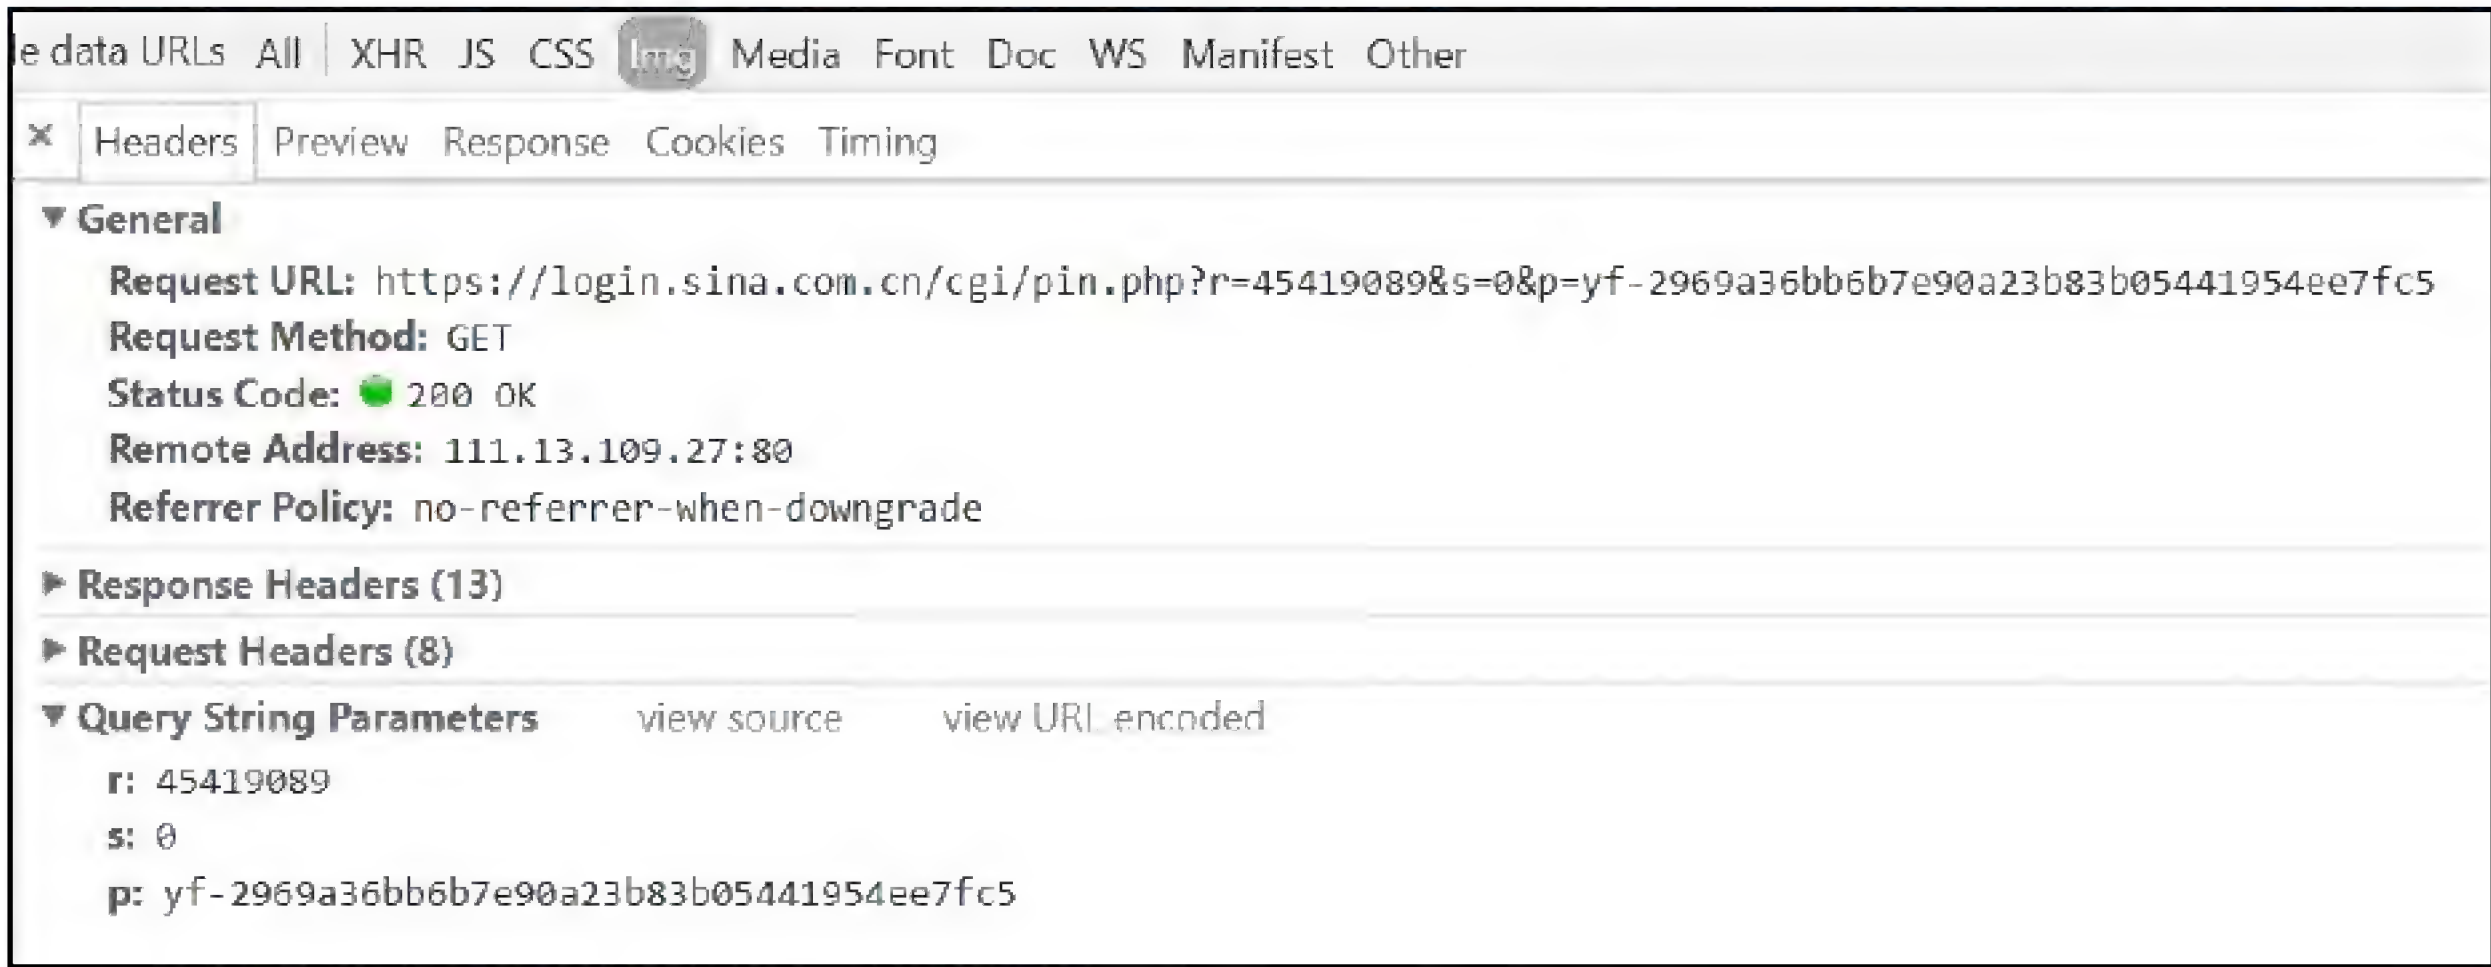 le data URLs All XHR JS CSS Img Media Font Doc WS Manifest Other
× Headers Preview Response Cookies Timing
▼ General
Request URL: https://login.sina.com.cn/cgi/pin.php?r=45419089&s=0&p=yf-2969a36bb6b7e90a23b83b05441954ee7fc5
Request Method: GET
Status Code: 200 OK
Remote Address: 111.13.109.27:80
Referrer Policy: no-referrer-when-downgrade
▶ Response Headers (13)
▶ Request Headers (8)
▼ Query String Parameters view source view URL encoded
r: 45419089
s: 0
p: yf-2969a36bb6b7e90a23b83b05441954ee7fc5